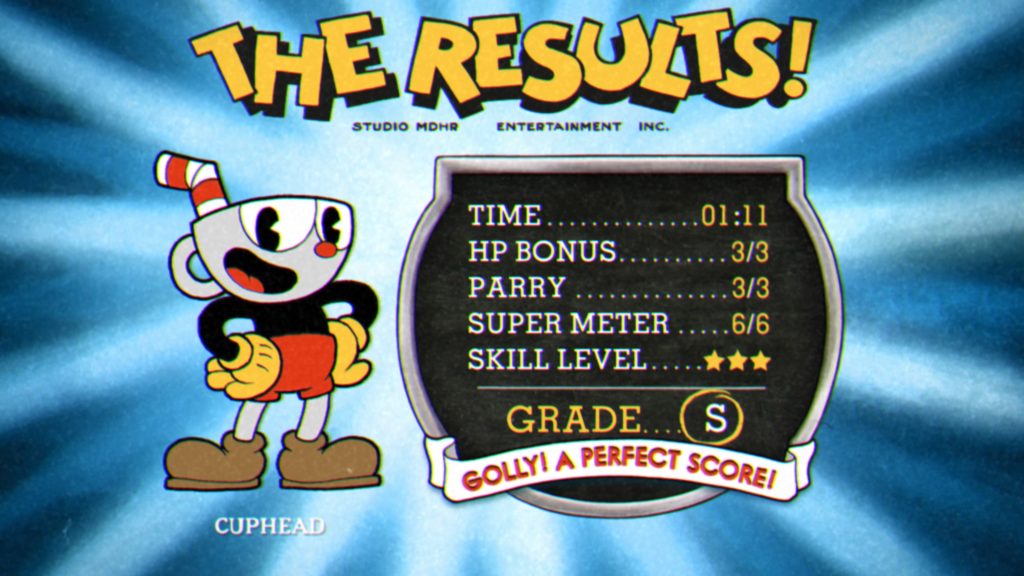 THE RESULTS!
STUDIO MDHR ENTERTAINMENT INC.
TIME..............01:11
HP BONUS..........3/3
PARRY ..............3/3
SUPER METER .....6/6
SKILL LEVEL.....★★★
GRADE....S
GOLLY! A PERFECT SCORE!
CUPHEAD